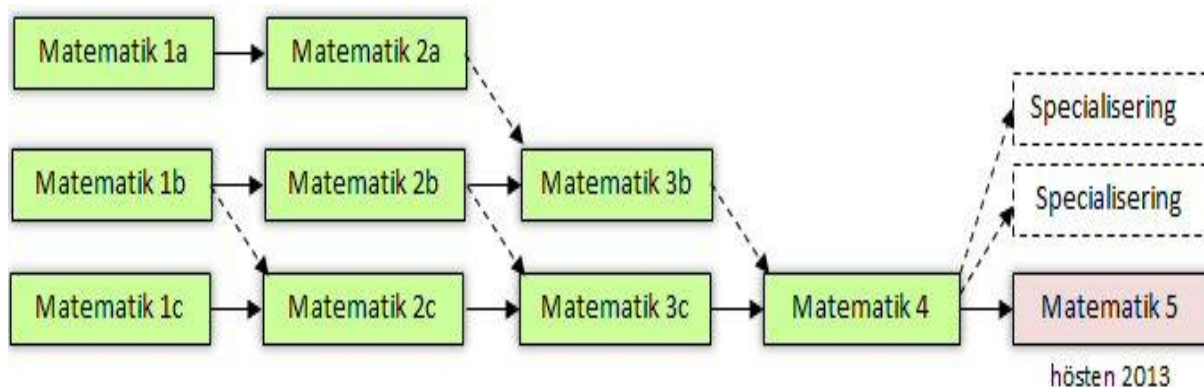 Matematik 1a
Matematik 2a
Specialisering
Matematik 1b
Matematik 2b
Matematik 3b
Specialisering
Matematik 1c
Matematik 2c
Matematik 3c
Matematik 4
Matematik 5
hösten 2013